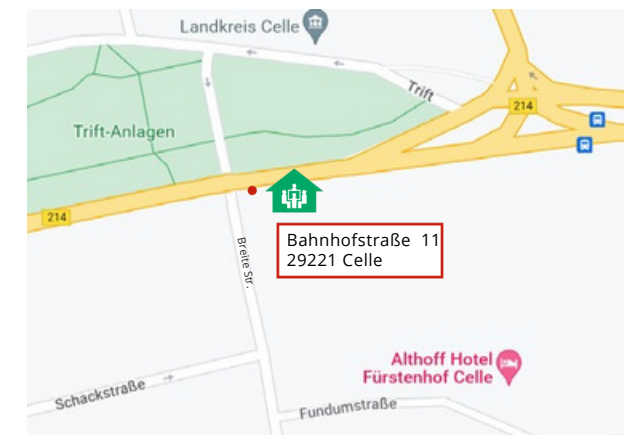 Landkreis Celle
Trift
214
Trift-Anlagen
214
Breite Str.
Bahnhofstraße 11
29221 Celle
Althoff Hotel
Fürstenhof Celle
Schackstraße
Fundumstraße